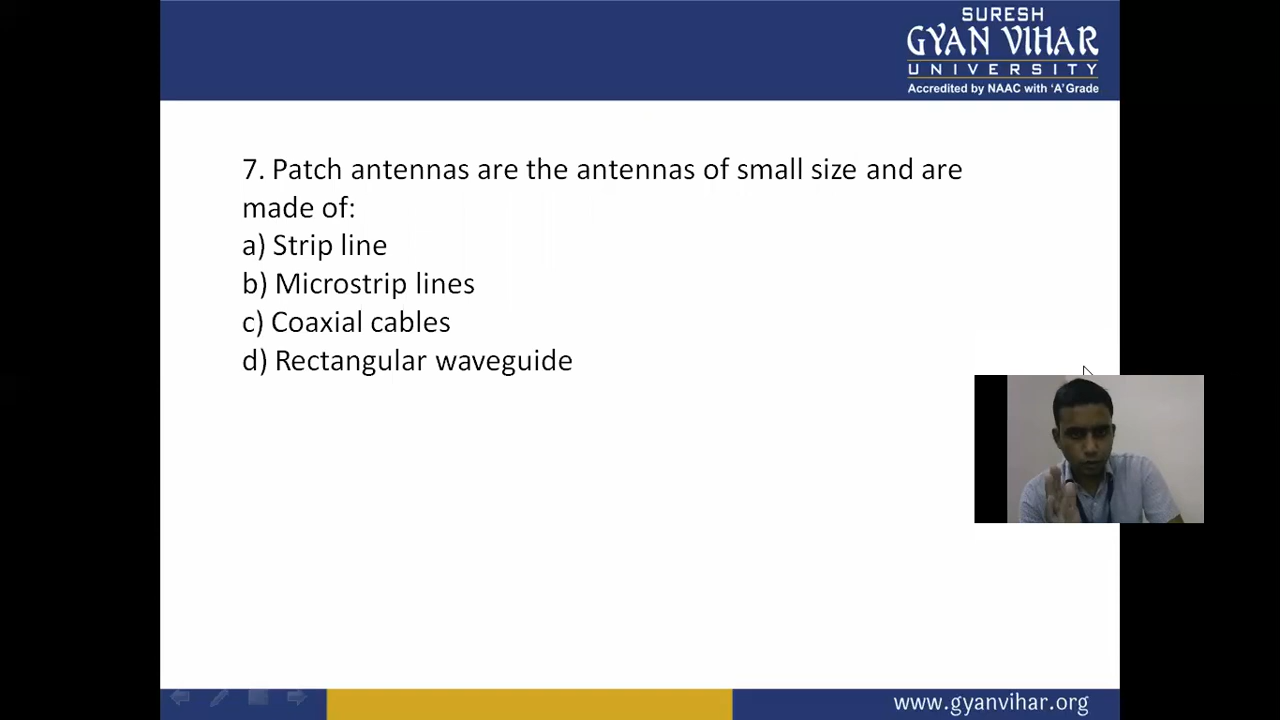 SURESH
GYAN VIHAR
UNIVERSITY
Accredited by NAAC with 'A' Grade
7. Patch antennas are the antennas of small size and are
made of:
a) Strip line
b) Microstrip lines
c) Coaxial cables
d) Rectangular waveguide
www.gyanvihar.org